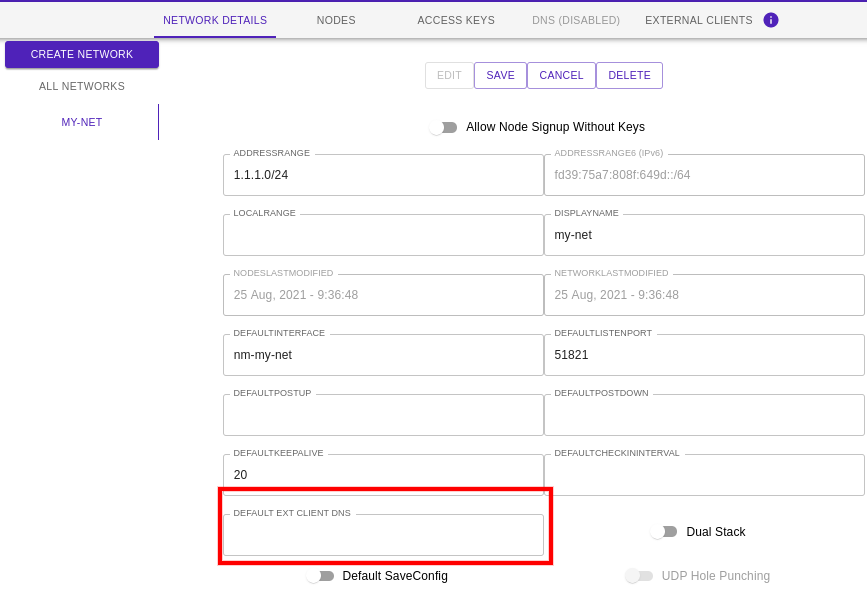 NETWORK DETAILS NODES ACCESS KEYS DNS (DISABLED) EXTERNAL CLIENTS i
CREATE NETWORK
ALL NETWORKS
MY-NET
EDIT SAVE CANCEL DELETE
Allow Node Signup Without Keys
ADDRESSRANGE ADDRESSRANGE6 (IPv6)
1.1.1.0/24 fd39:75a7:808f:649d::/64
LOCALRANGE DISPLAYNAME
my-net
NODESLASTMODIFIED NETWORKLASTMODIFIED
25 Aug, 2021 - 9:36:48 25 Aug, 2021 - 9:36:48
DEFAULTINTERFACE DEFAULTLISTENPORT
nm-my-net 51821
DEFAULTPOSTUP DEFAULTPOSTDOWN
DEFAULTKEEPALIVE DEFAULTCHECKININTERVAL
20
DEFAULT EXT CLIENT DNS
Dual Stack
Default SaveConfig UDP Hole Punching